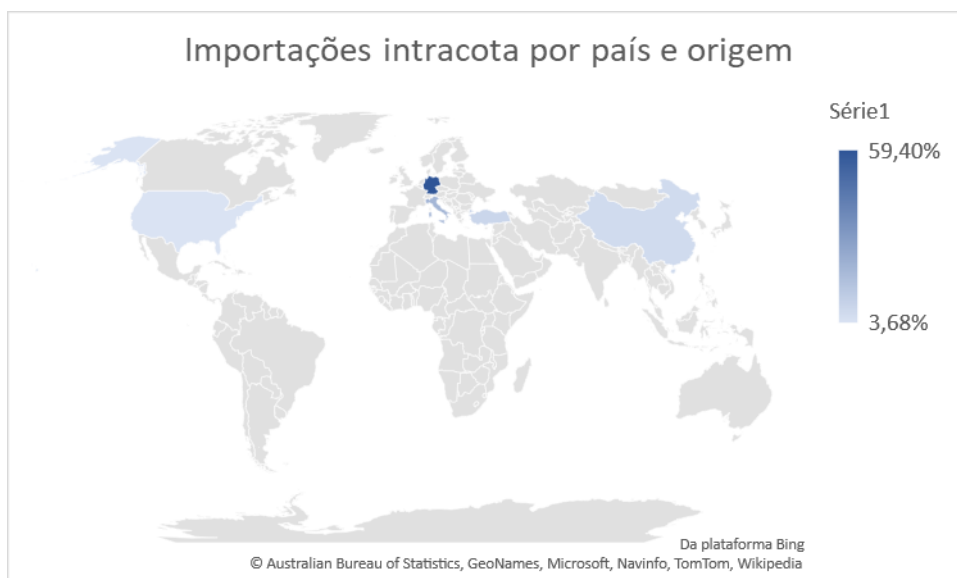 Importações intracota por país e origem
Série1
59,40%
3,68%
Da plataforma Bing
© Australian Bureau of Statistics, GeoNames, Microsoft, Navinfo, TomTom, Wikipedia